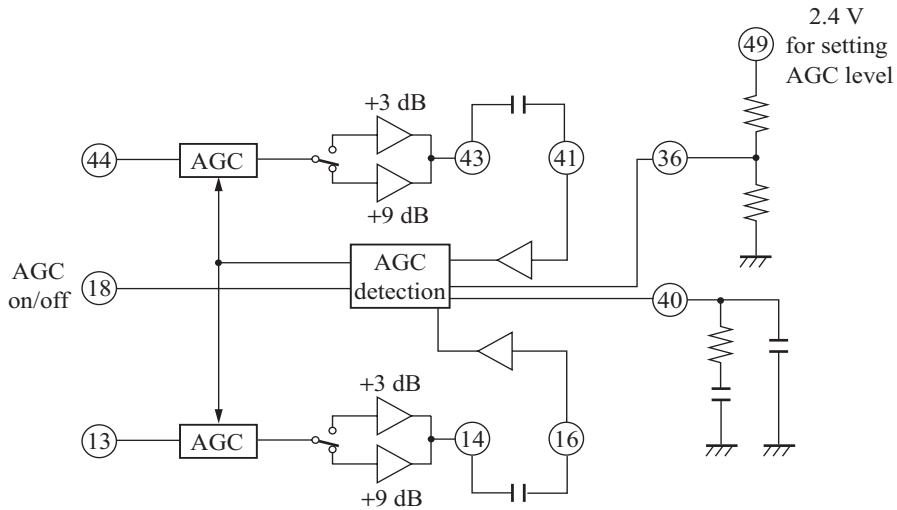 2.4 V
49
for setting
AGC level
+3 dB
44
AGC
43
41
36
+9 dB
AGC
on/off
18
AGC
detection
40
+3 dB
13
AGC
14
16
+9 dB